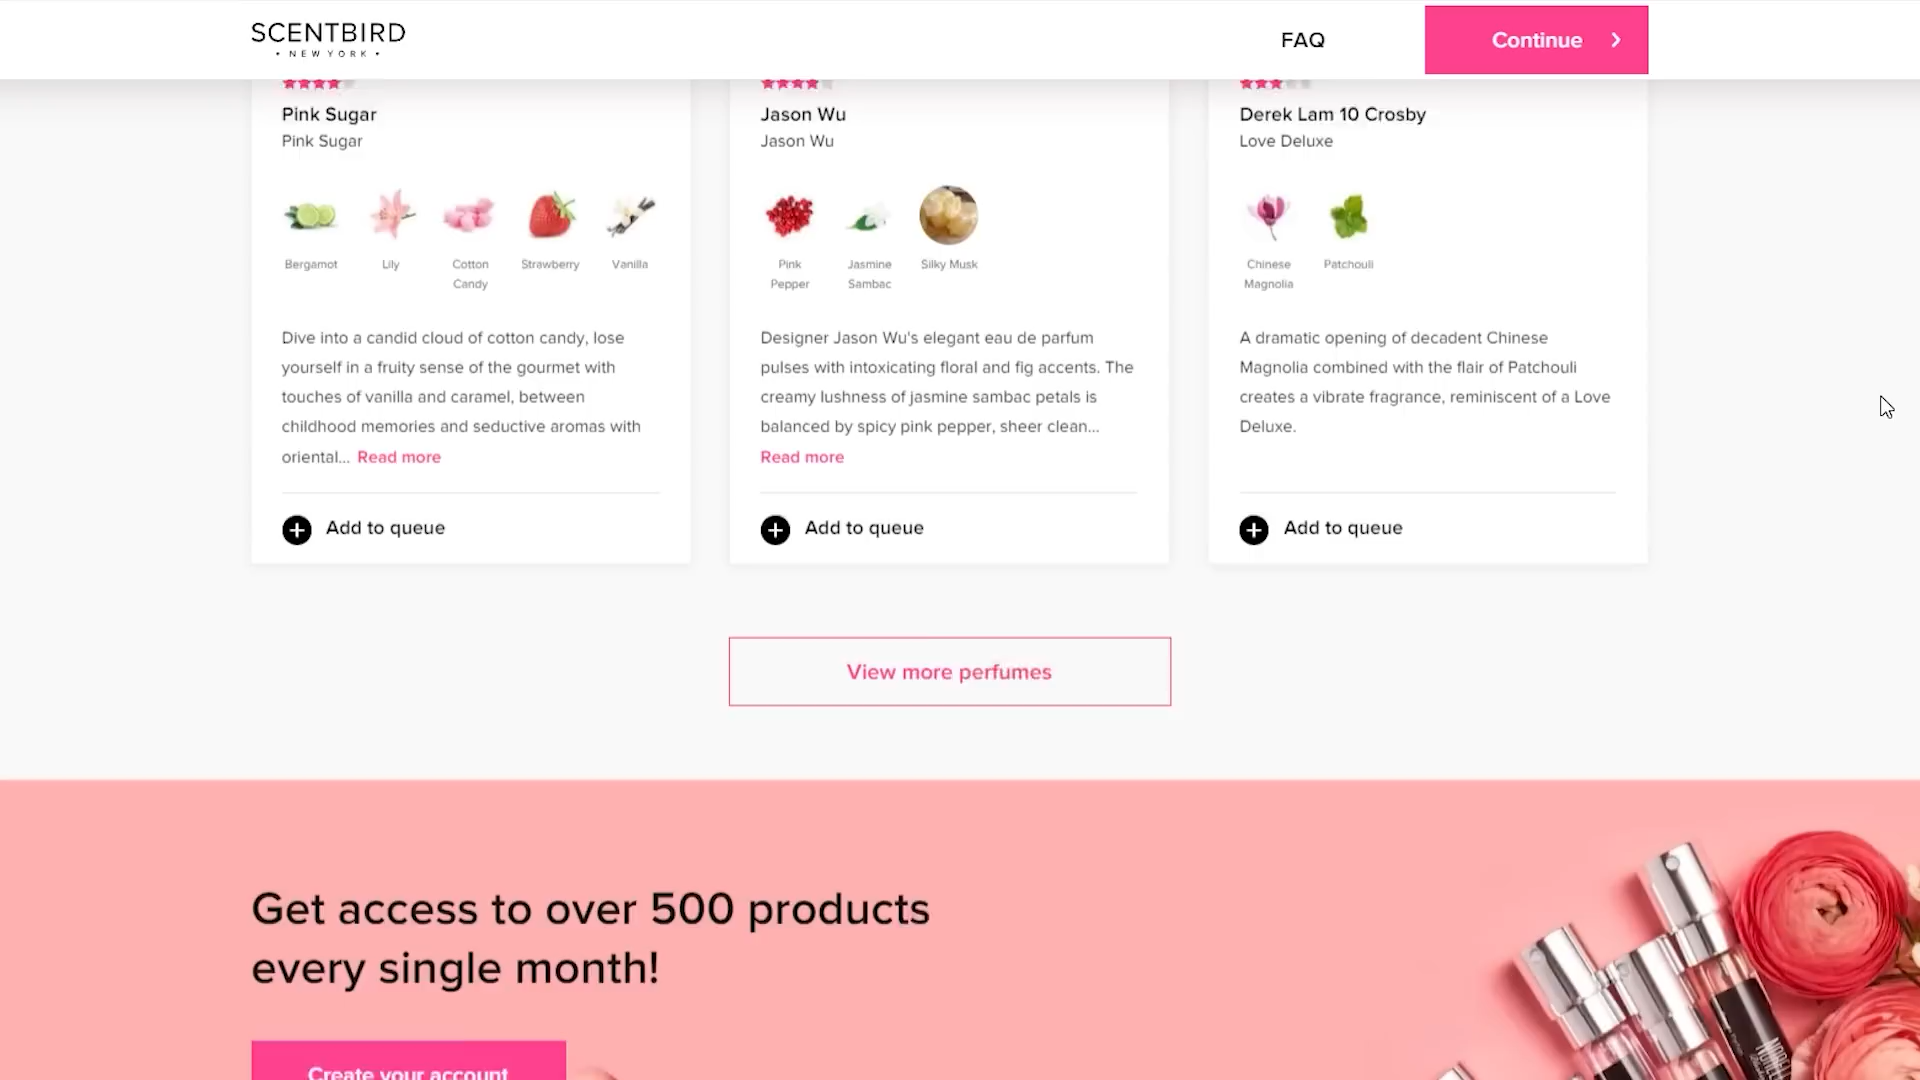 SCENTBIRD
• NEW YORK •
FAQ
Continue
Pink Sugar
Pink Sugar
Bergamot
Lily
Cotton
Candy
Strawberry
Vanilla
Dive into a candid cloud of cotton candy, lose
yourself in a fruity sense of the gourmet with
touches of vanilla and caramel, between
childhood memories and seductive aromas with
oriental... Read more
Add to queue
Jason Wu
Jason Wu
Pink
Pepper
Jasmine
Sambac
Silky Musk
Designer Jason Wu's elegant eau de parfum
pulses with intoxicating floral and fig accents. The
creamy lushness of jasmine sambac petals is
balanced by spicy pink pepper, sheer clean...
Read more
Add to queue
Derek Lam 10 Crosby
Love Deluxe
Chinese
Magnolia
Patchouli
A dramatic opening of decadent Chinese
Magnolia combined with the flair of Patchouli
creates a vibrate fragrance, reminiscent of a Love
Deluxe.
Add to queue
View more perfumes
Get access to over 500 products
every single month!
Create your account